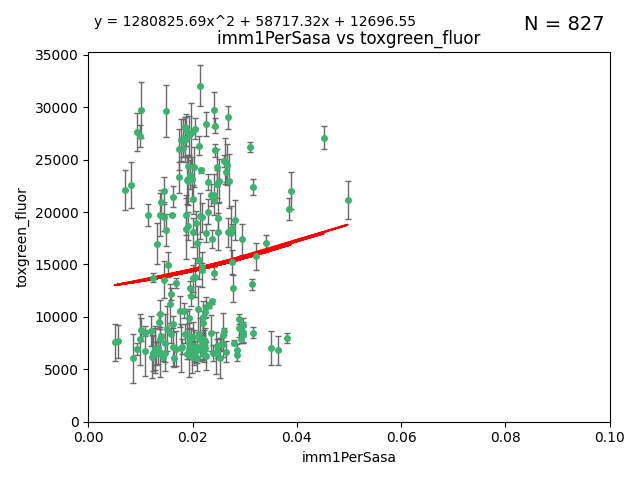 y = 1280825.69x^2 + 58717.32x + 12696.55
N = 827
imm1PerSasa vs toxgreen_fluor
35000
30000
25000
20000
15000
10000
5000
0
toxgreen_fluor
0.00 0.02 0.04 0.06 0.08 0.10
imm1PerSasa